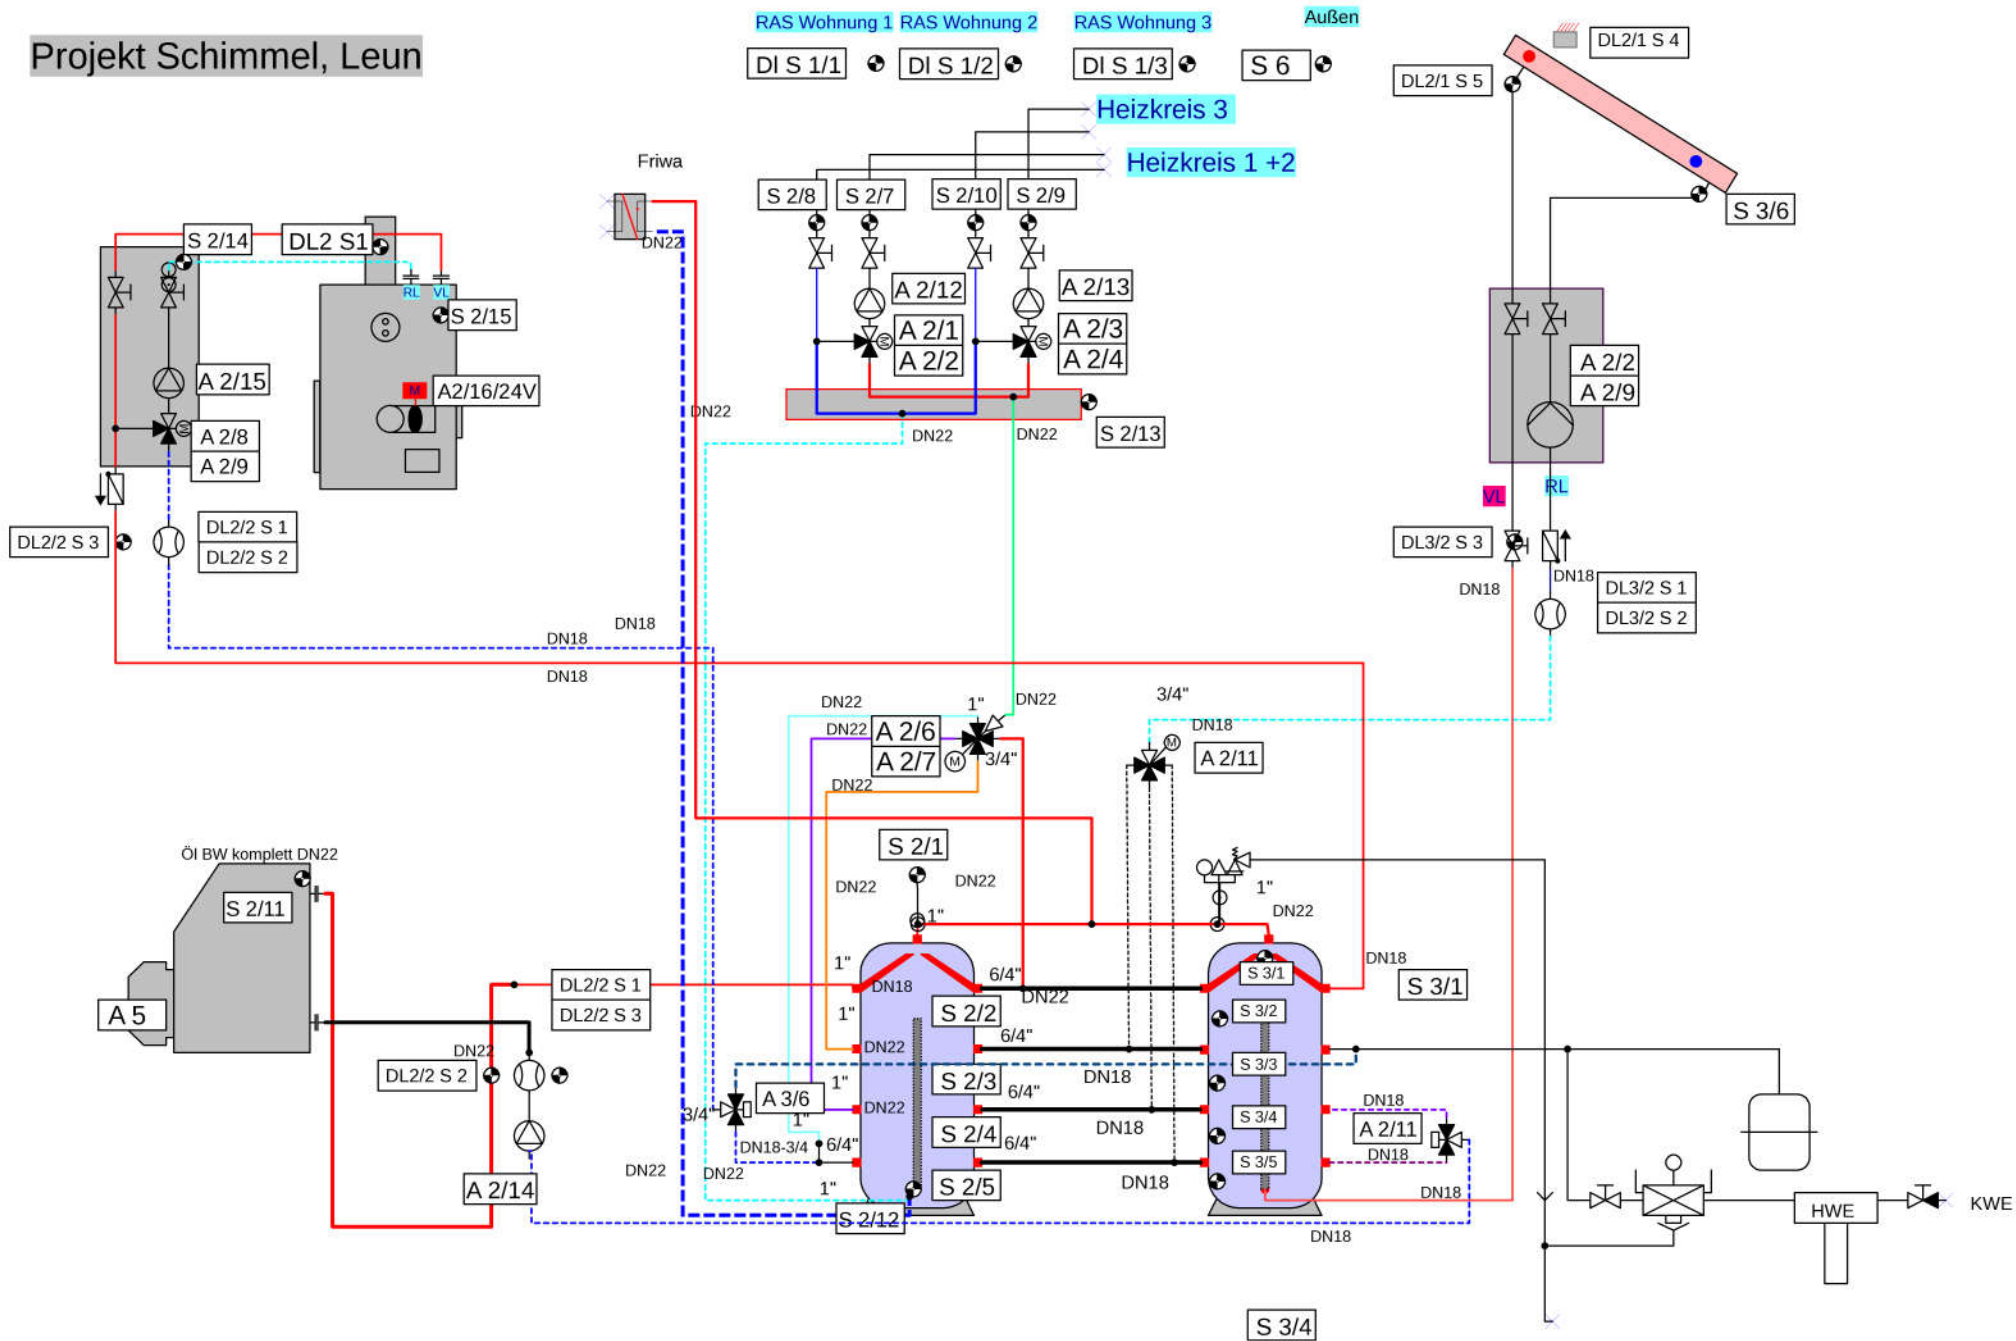 RAS Wohnung 1
RAS Wohnung 2
RAS Wohnung 3
Außen
Projekt Schimmel, Leun
DL2/1 S 4
DI S 1/1
DI S 1/2
DI S 1/3
S 6
DL2/1 S 5
Heizkreis 3
Friwa
Heizkreis 1 +2
S 2/8
S 2/7
S 2/10
S 2/9
S 3/6
S 2/14
DL2 S1
DN22
RL
VL
S 2/15
A 2/12
A 2/13
A 2/1
A 2/2
A 2/3
A 2/4
M
M
A 2/2
A 2/9
A 2/15
M
A2/16/24V
DN22
A 2/8
A 2/9
M
DN22
DN22
S 2/13
VL
RL
DL2/2 S 3
DL2/2 S 1
DL2/2 S 2
DL3/2 S 3
DN18
DN18
DL3/2 S 1
DL3/2 S 2
DN18
DN18
DN18
DN22
1"
DN22
3/4"
DN22
A 2/6
A 2/7
M
3/4"
DN18
M
A 2/11
DN22
Öl BW komplett DN22
S 2/1
DN22
DN22
1"
S 2/11
1"
DN22
1"
6/4"
DN18
S 3/1
DL2/2 S 1
DL2/2 S 3
DN18
DN22
S 3/1
A 5
1"
S 2/2
6/4"
S 3/2
DN22
DN22
DL2/2 S 2
1"
S 2/3
DN18
S 3/3
A 3/6
3/4"
1"
DN22
6/4"
DN18
S 3/4
DN18
A 2/11
DN18
DN18-3/4
6/4"
S 2/4
6/4"
DN22
DN22
S 3/5
A 2/14
1"
S 2/5
DN18
DN18
S 2/12
DN18
HWE
KWE
S 3/4